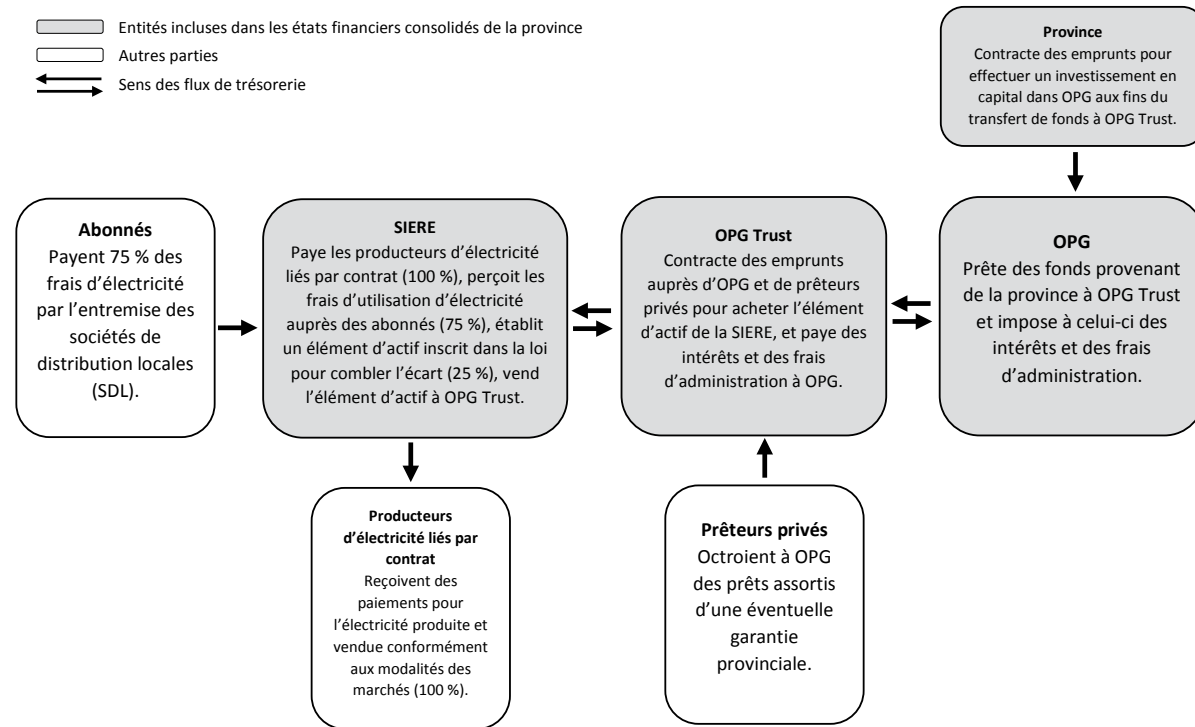 Entités incluses dans les états financiers consolidés de la province
Autres parties
Sens des flux de trésorerie
Province
Contracte des emprunts pour
effectuer un investissement en
capital dans OPG aux fins du
transfert de fonds à OPG Trust.
Abonnés
Payent 75 % des
frais d’électricité
par l’entremise des
sociétés de
distribution locales
(SDL).
SIERE
Paye les producteurs d’électricité
liés par contrat (100 %), perçoit les
frais d’utilisation d’électricité
auprès des abonnés (75 %), établit
un élément d’actif inscrit dans la loi
pour combler l’écart (25 %), vend
l’élément d’actif à OPG Trust.
OPG Trust
Contracte des emprunts
auprès d’OPG et de prêteurs
privés pour acheter l’élément
d’actif de la SIERE, et paye des
intérêts et des frais
d’administration à OPG.
OPG
Prête des fonds provenant
de la province à OPG Trust
et impose à celui-ci des
intérêts et des frais
d’administration.
Producteurs
d’électricité liés par
contrat
Reçoivent des
paiements pour
l’électricité produite et
vendue conformément
aux modalités des
marchés (100 %).
Prêteurs privés
Octroient à OPG
des prêts assortis
d’une éventuelle
garantie
provinciale.